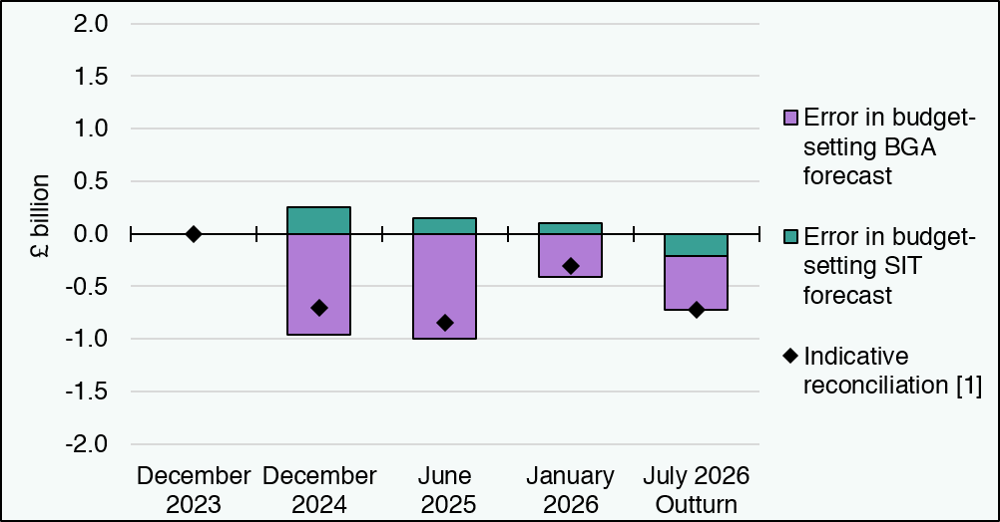 2.0
1.5
1.0
0.5
0.0
-0.5
-1.0
-1.5
-2.0
£ billion
December
2023
December
2024
June
2025
January
2026
July 2026
Outturn
Error in budget-
setting BGA
forecast
Error in budget-
setting SIT
forecast
Indicative
reconciliation [1]